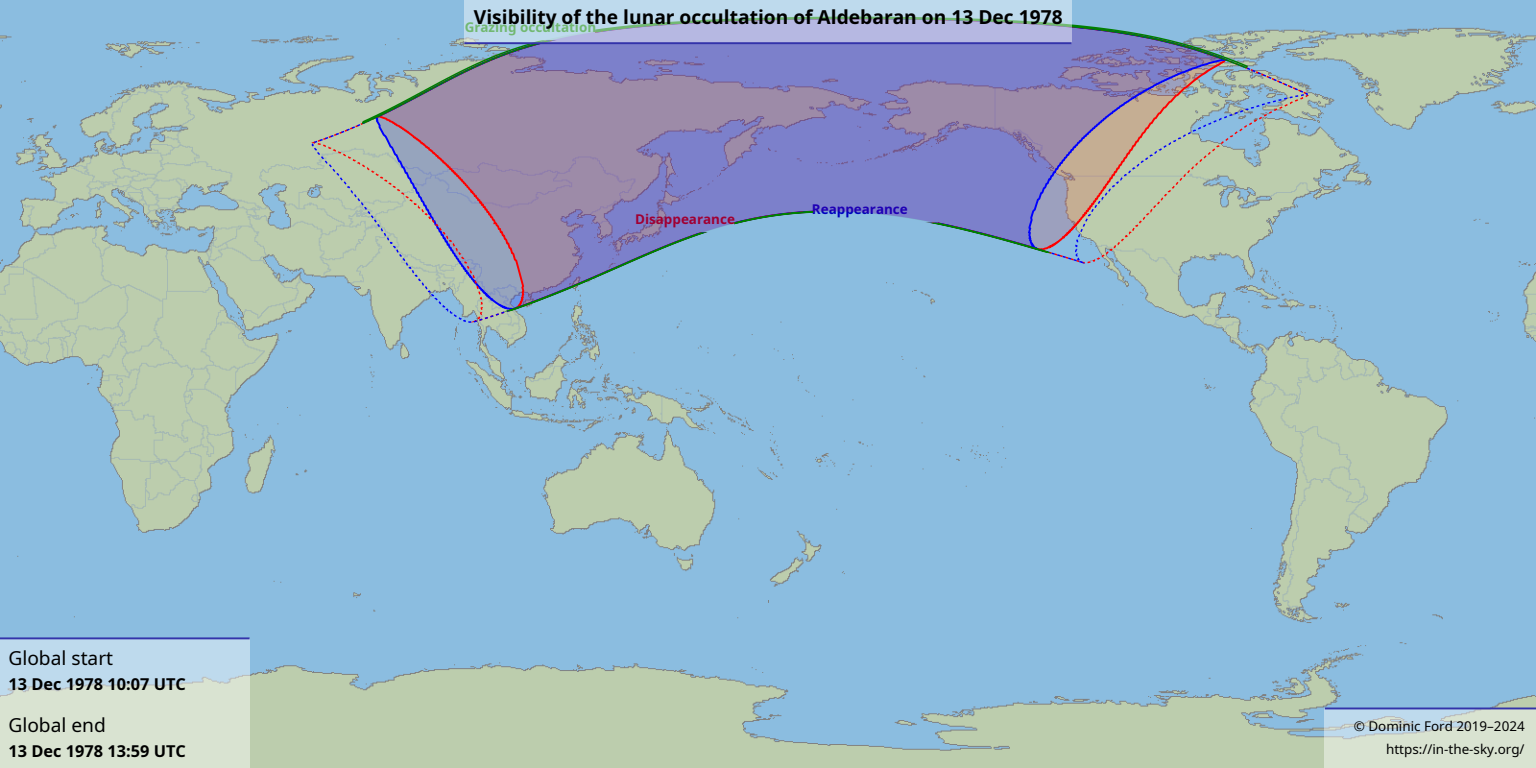 Visibility of the lunar occultation of Aldebaran on 13 Dec 1978
Grazing occultation
Reappearance
Disappearance
Global start
13 Dec 1978 10:07 UTC
Global end
13 Dec 1978 13:59 UTC
© Dominic Ford 2019–2024
https://in-the-sky.org/